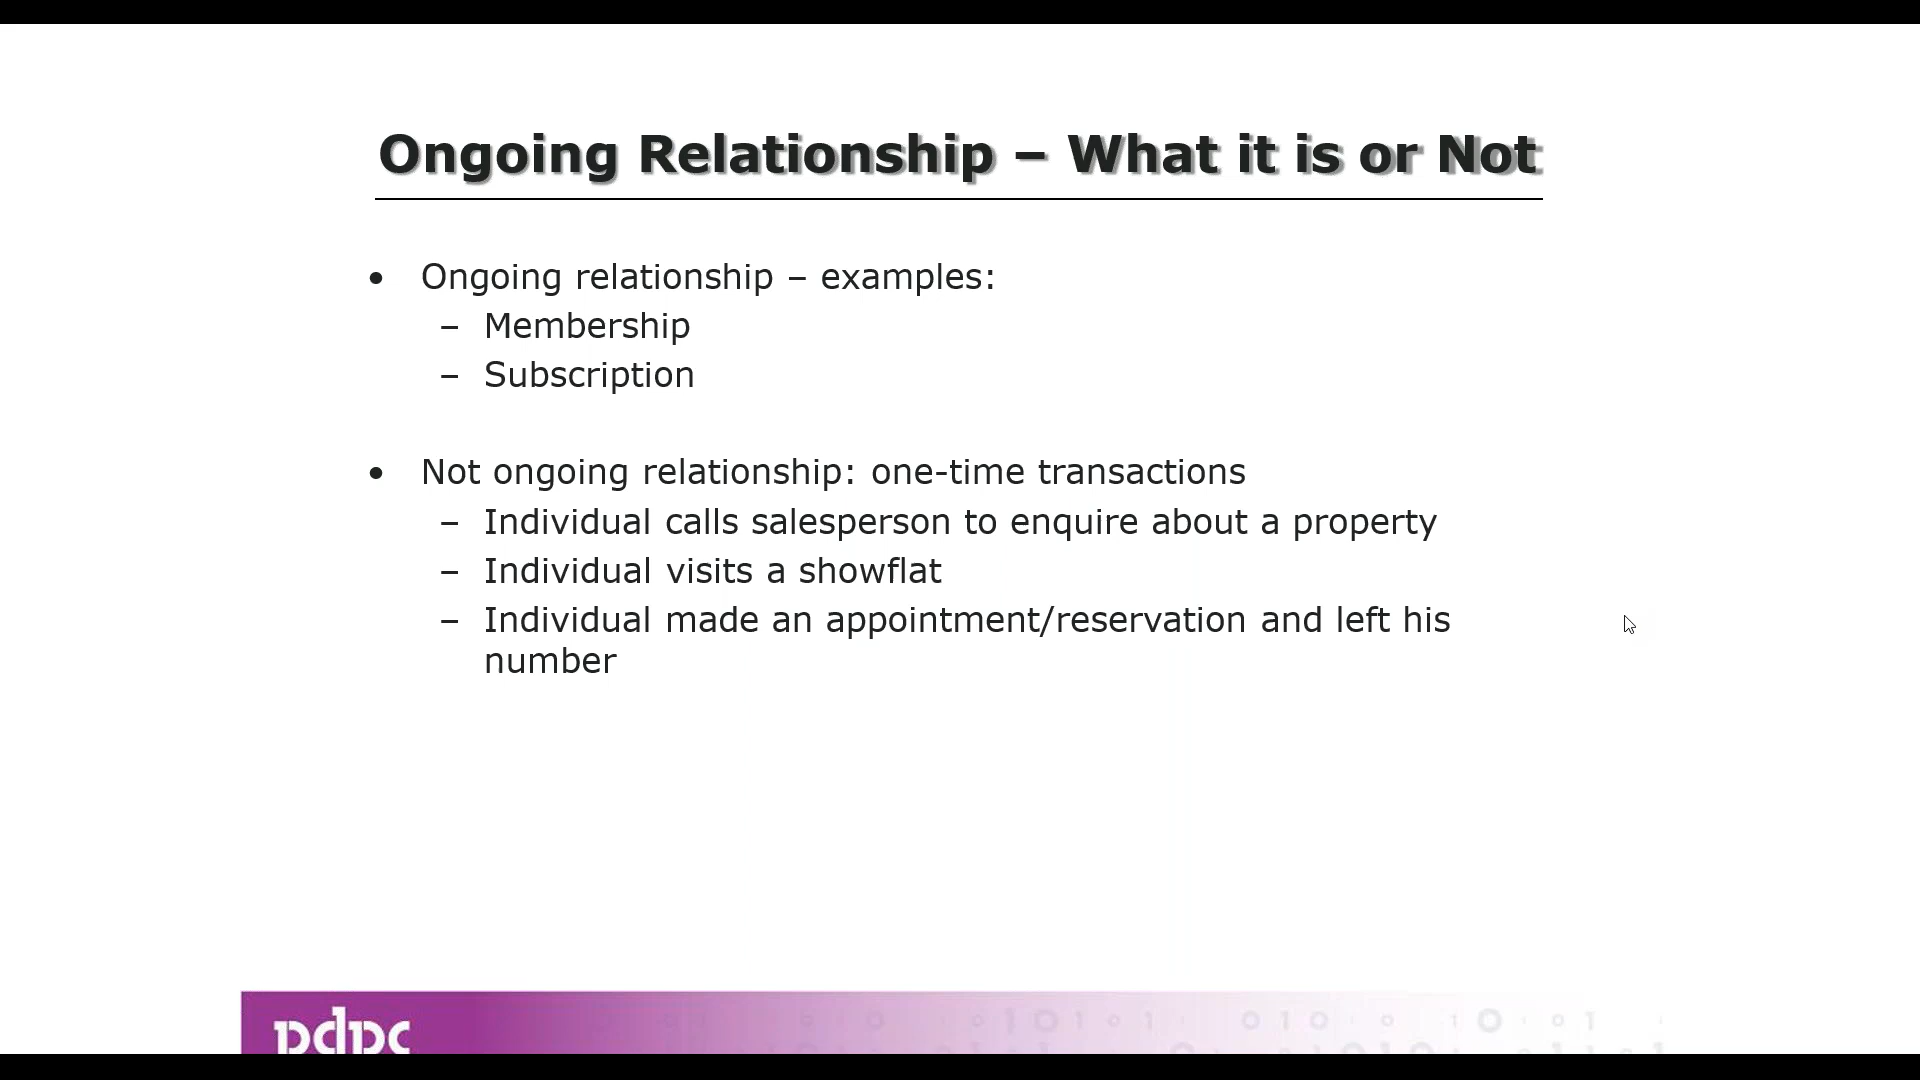 Ongoing Relationship – What it is or Not
• Ongoing relationship – examples:
– Membership
– Subscription
• Not ongoing relationship: one-time transactions
– Individual calls salesperson to enquire about a property
– Individual visits a showflat
– Individual made an appointment/reservation and left his
number
pdpc